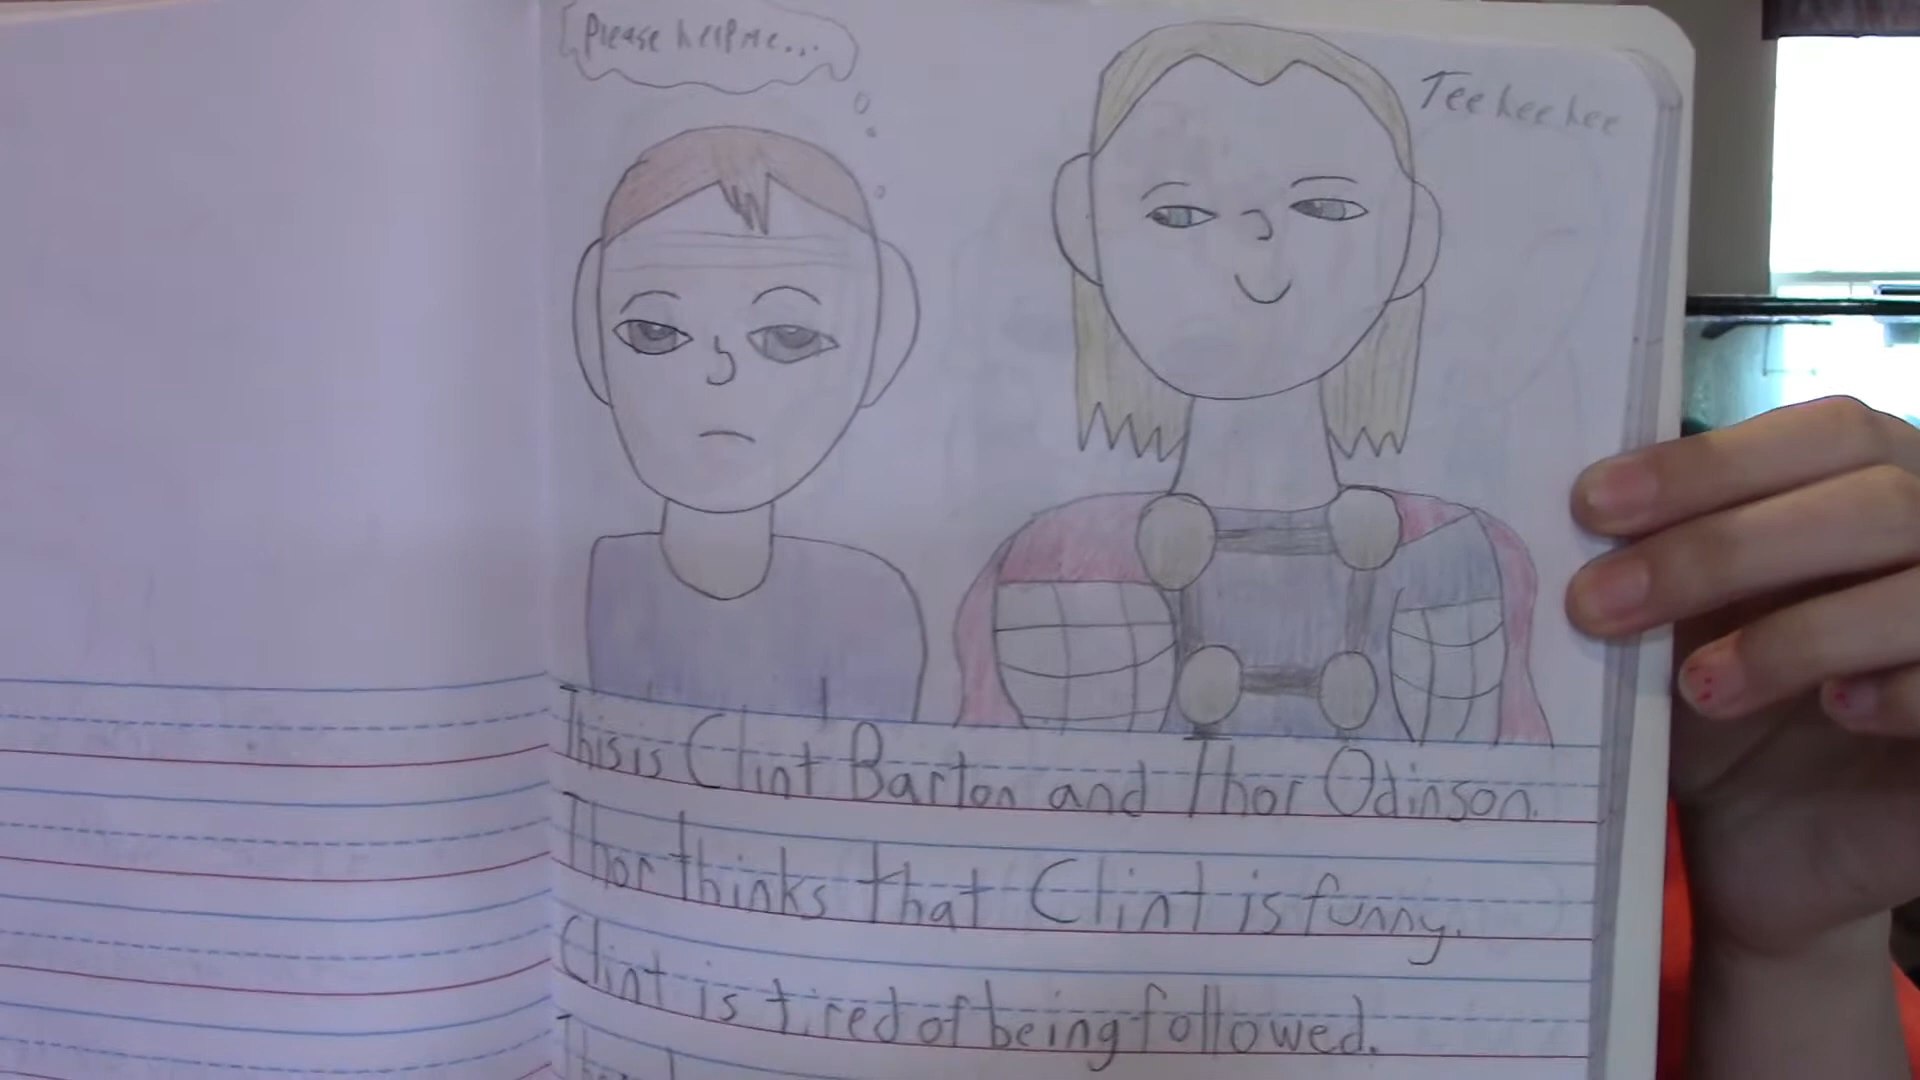 Please help me...
Tee hee hee
This is Clint Barton and Thor Odinson.
Thor thinks that Clint is funny.
Clint is tired of being followed.